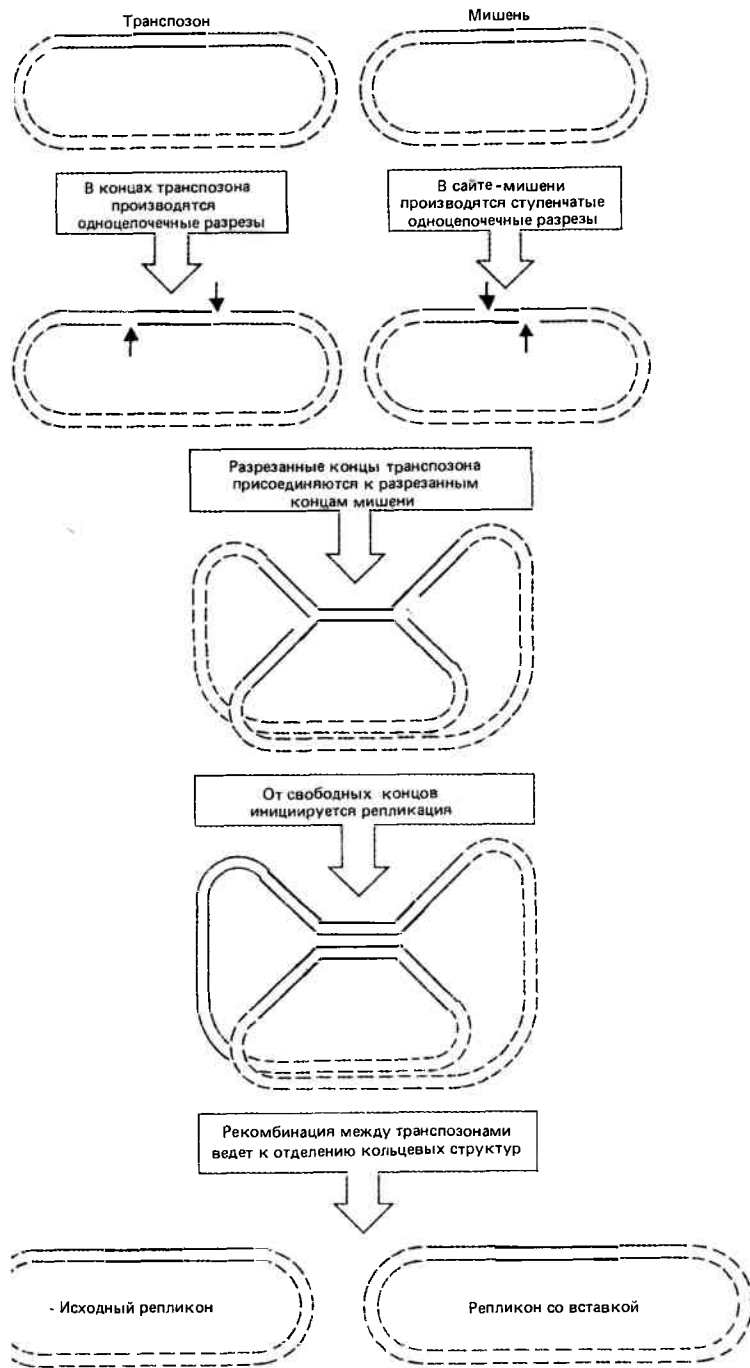 Транспозон
Мишень
В концах транспозона
производятся
одноцепочечные разрезы
В сайте-мишени
производятся ступенчатые
одноцепочечные разрезы
Разрезанные концы транспозона
присоединяются к разрезанным
концам мишени
От свободных концов
инициируется репликация
Рекомбинация между транспозонами
ведет к отделению кольцевых структур
- Исходный репликон
Репликон со вставкой